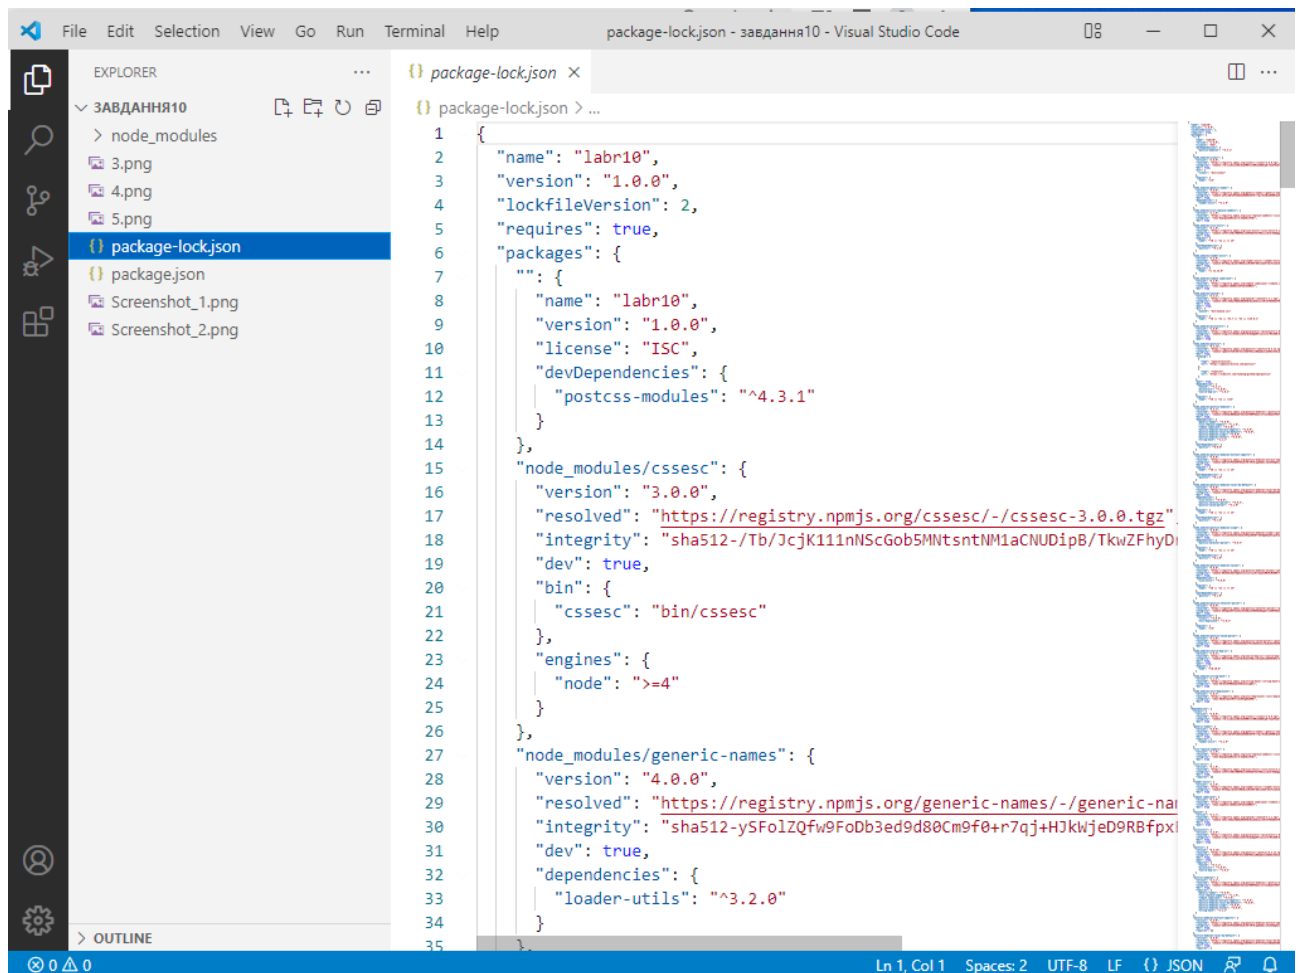 File Edit Selection View Go Run Terminal Help package-lock.json - завдання10 - Visual Studio Code
EXPLORER
ЗАВДАННЯ10
node_modules
3.png
4.png
5.png
{} package-lock.json
{} package.json
Screenshot_1.png
Screenshot_2.png
OUTLINE
{} package-lock.json ×
{} package-lock.json > ...
1 {
2 "name": "labr10",
3 "version": "1.0.0",
4 "lockfileVersion": 2,
5 "requires": true,
6 "packages": {
7 "": {
8 "name": "labr10",
9 "version": "1.0.0",
10 "license": "ISC",
11 "devDependencies": {
12 "postcss-modules": "^4.3.1"
13 }
14 },
15 "node_modules/cssesc": {
16 "version": "3.0.0",
17 "resolved": "https://registry.npmjs.org/cssesc/-/cssesc-3.0.0.tgz",
18 "integrity": "sha512-/Tb/JcjK111nNScGob5MNtsntNM1aCNUDipB/TkwZFhyD
19 "dev": true,
20 "bin": {
21 "cssesc": "bin/cssesc"
22 },
23 "engines": {
24 "node": ">=4"
25 }
26 },
27 "node_modules/generic-names": {
28 "version": "4.0.0",
29 "resolved": "https://registry.npmjs.org/generic-names/-/generic-na
30 "integrity": "sha512-ySFolZQfw9FoDb3ed9d80Cm9f0+r7qj+HJkWjeD9RBfpx
31 "dev": true,
32 "dependencies": {
33 "loader-utils": "^3.2.0"
34 }
35 },
0 0 Ln 1, Col 1 Spaces: 2 UTF-8 LF {} JSON